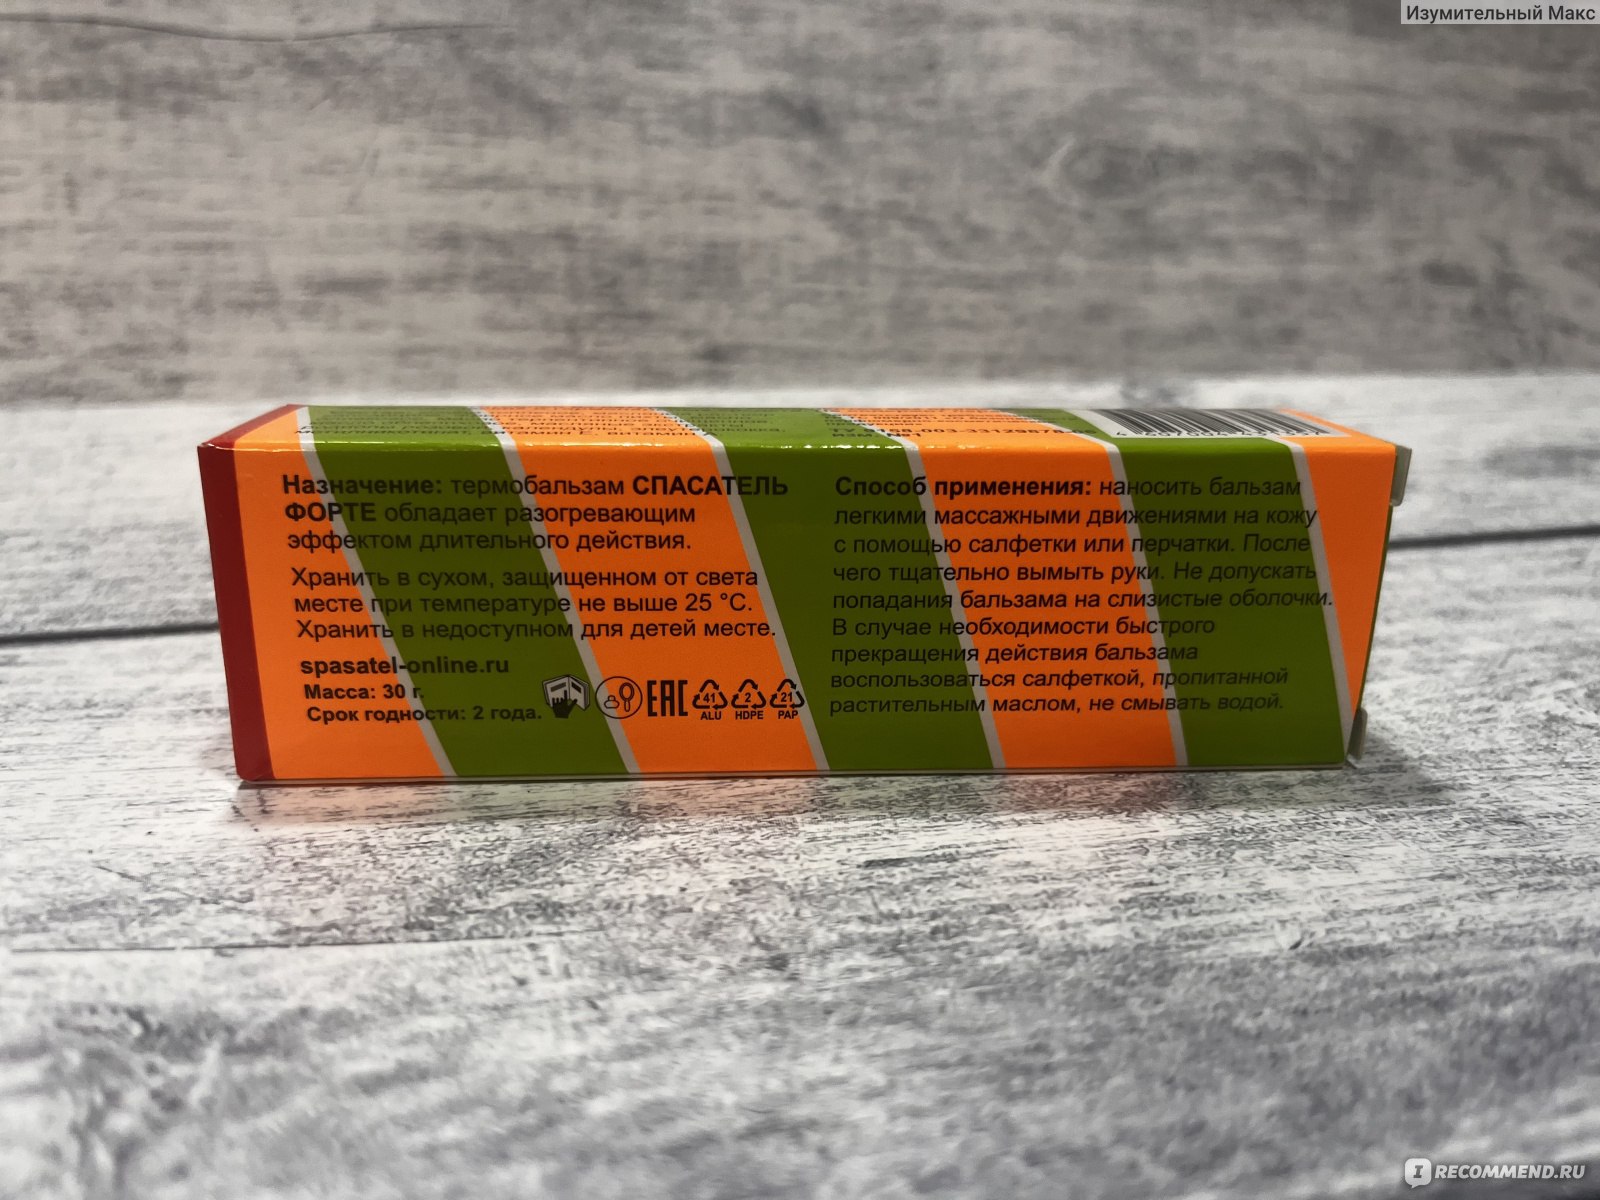 Изумительный Макс
Назначение: термобальзам СПАСАТЕЛЬ
ФОРТЕ обладает разогревающим
эффектом длительного действия.
Хранить в сухом, защищенном от света
месте при температуре не выше 25 °С.
Хранить в недоступном для детей месте.
spasatel-online.ru
Масса: 30 г.
Срок годности: 2 года.
EAC
41
ALU
2
HDPE
21
PAP
Способ применения: наносить бальзам
легкими массажными движениями на кожу
с помощью салфетки или перчатки. После
чего тщательно вымыть руки. Не допускать
попадания бальзама на слизистые оболочки.
В случае необходимости быстрого
прекращения действия бальзама
воспользоваться салфеткой, пропитанной
растительным маслом, не смывать водой.
IRECOMMEND.RU